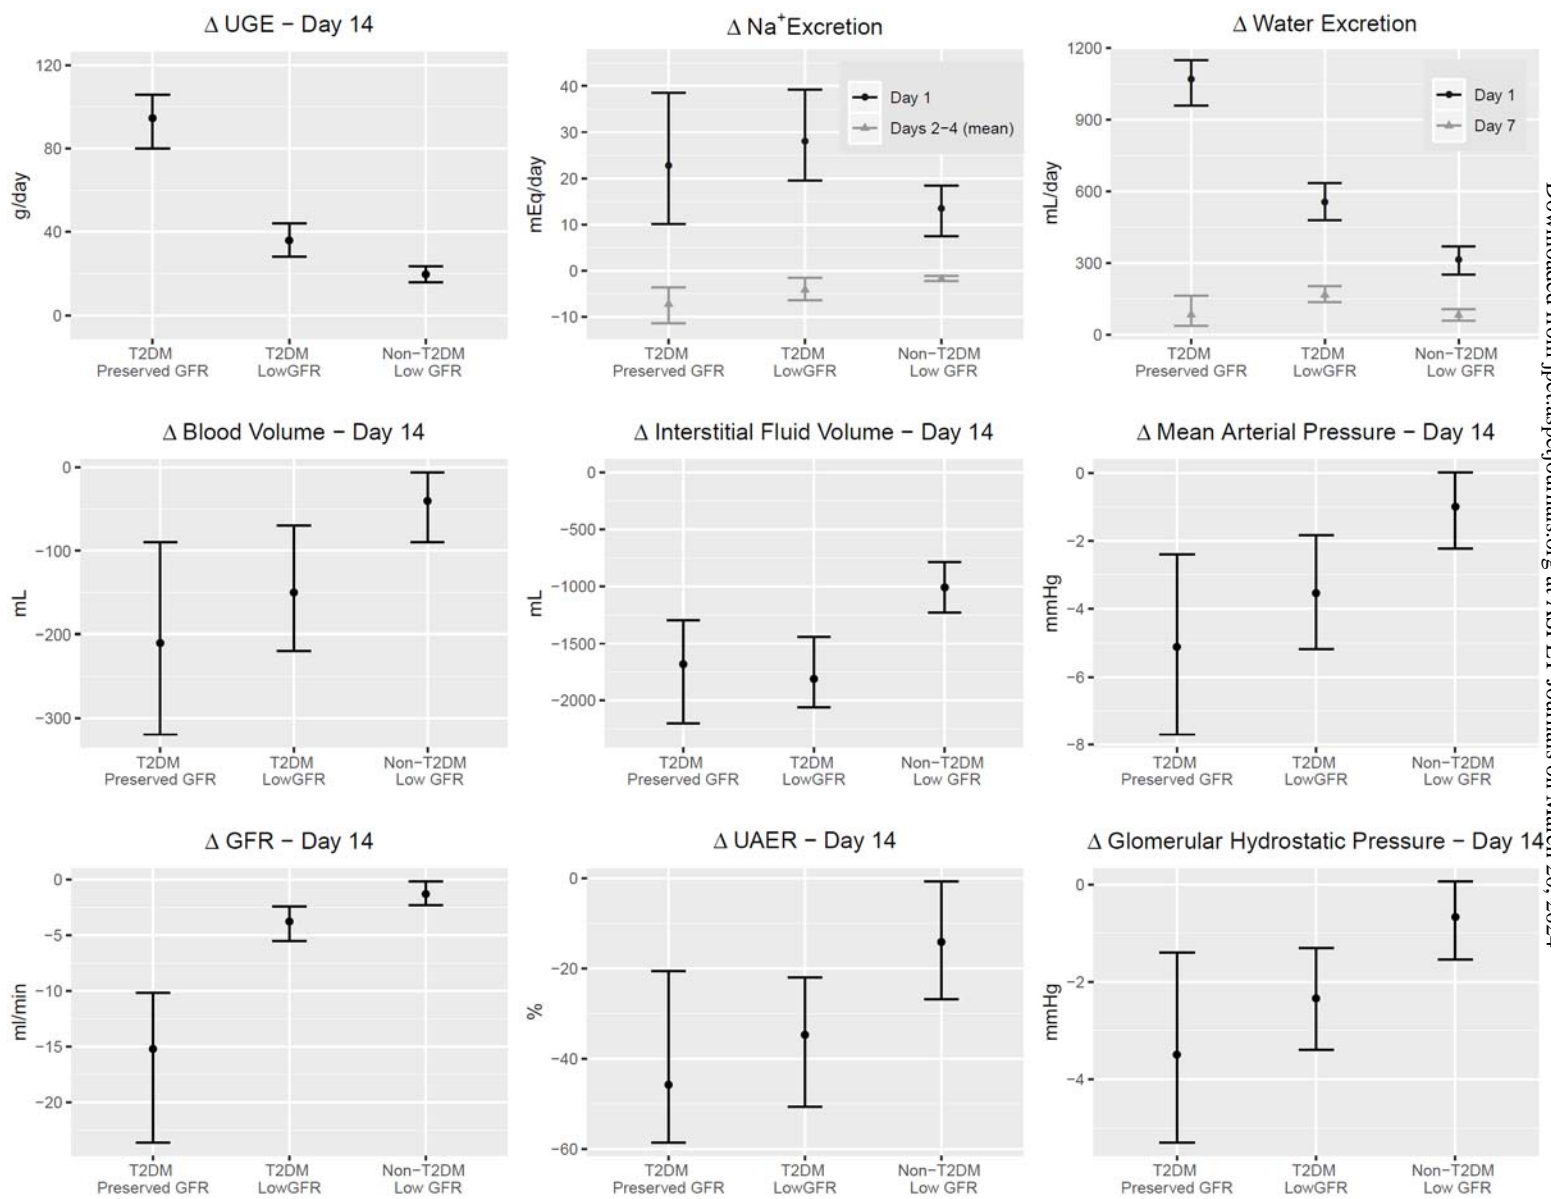 Δ UGE − Day 14
120
80
40
0
g/day
T2DM
Preserved GFR
T2DM
LowGFR
Non−T2DM
Low GFR
Δ Na+Excretion
40
30
20
10
0
−10
mEq/day
Day 1
Days 2−4 (mean)
T2DM
Preserved GFR
T2DM
LowGFR
Non−T2DM
Low GFR
Δ Water Excretion
1200
900
600
300
0
mL/day
Day 1
Day 7
T2DM
Preserved GFR
T2DM
LowGFR
Non−T2DM
Low GFR
Δ Blood Volume − Day 14
0
−100
−200
−300
mL
T2DM
Preserved GFR
T2DM
LowGFR
Non−T2DM
Low GFR
Δ Interstitial Fluid Volume − Day 14
0
−500
−1000
−1500
−2000
mL
T2DM
Preserved GFR
T2DM
LowGFR
Non−T2DM
Low GFR
Δ Mean Arterial Pressure − Day 14
0
−2
−4
−6
−8
mmHg
T2DM
Preserved GFR
T2DM
LowGFR
Non−T2DM
Low GFR
Δ GFR − Day 14
0
−5
−10
−15
−20
ml/min
T2DM
Preserved GFR
T2DM
LowGFR
Non−T2DM
Low GFR
Δ UAER − Day 14
0
−20
−40
−60
%
T2DM
Preserved GFR
T2DM
LowGFR
Non−T2DM
Low GFR
Δ Glomerular Hydrostatic Pressure − Day 14
0
−2
−4
mmHg
T2DM
Preserved GFR
T2DM
LowGFR
Non−T2DM
Low GFR